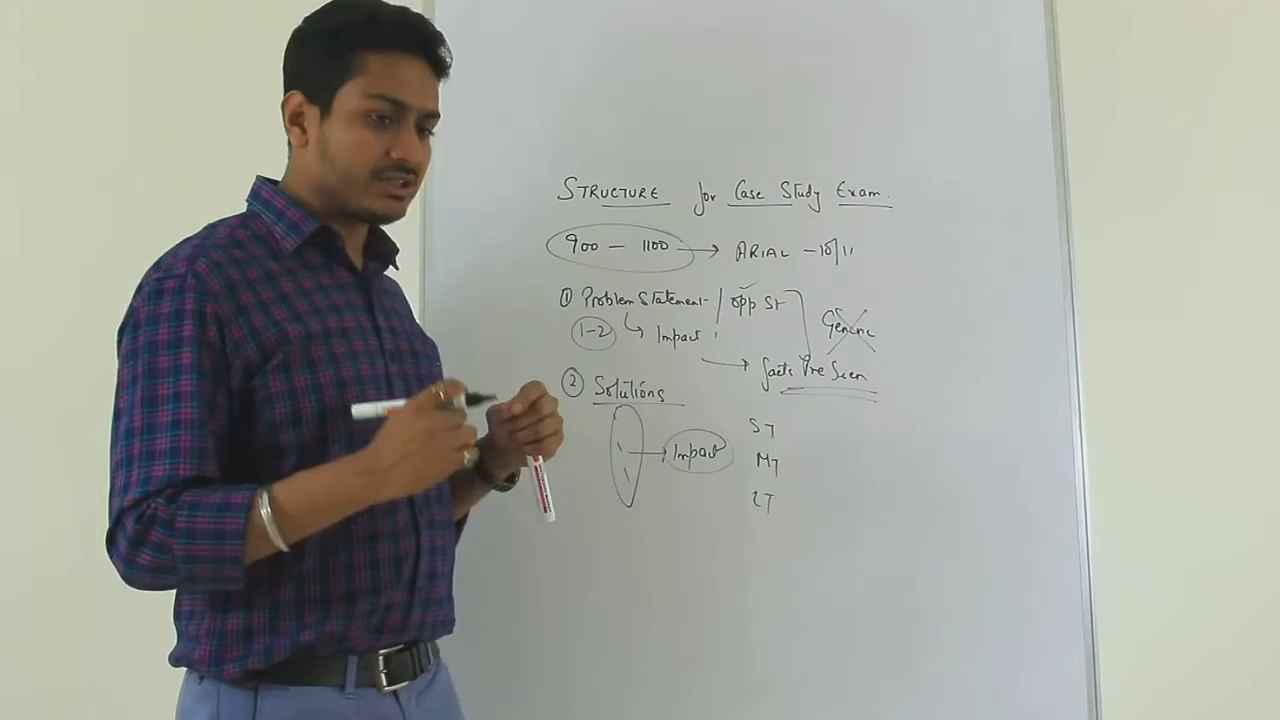 STRUCTURE for Case Study Exam.
900 - 1100 → ARIAL - 10/11
① Problem Statement / Opp St
Generic
1-2 Impact
→ facts Pre Seen
② Solutions
ST
→ Impact
MT
LT